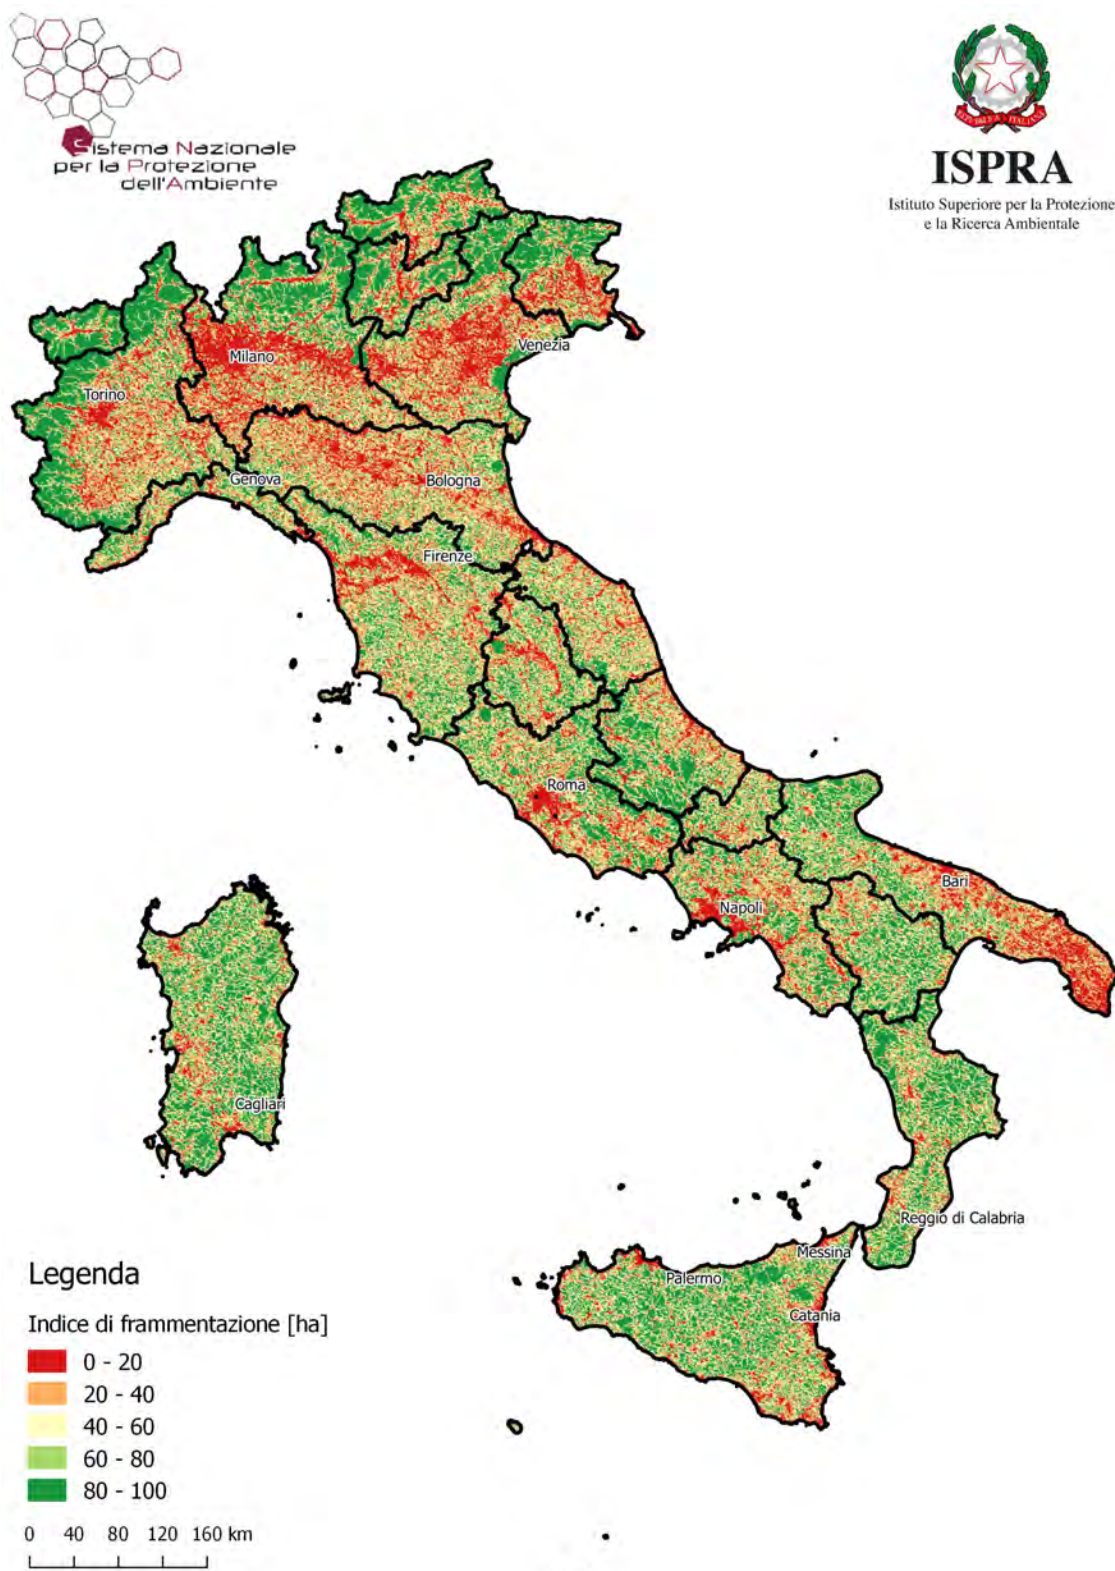 Sistema Nazionale
per la Protezione
dell'Ambiente
ISPRA
Istituto Superiore per la Protezione
e la Ricerca Ambientale
Venezia
Milano
Torino
Genova
Bologna
Firenze
Roma
Bari
Napoli
Cagliari
Reggio di Calabria
Messina
Palermo
Catania
Legenda
Indice di frammentazione [ha]
0 - 20
20 - 40
40 - 60
60 - 80
80 - 100
0 40 80 120 160 km